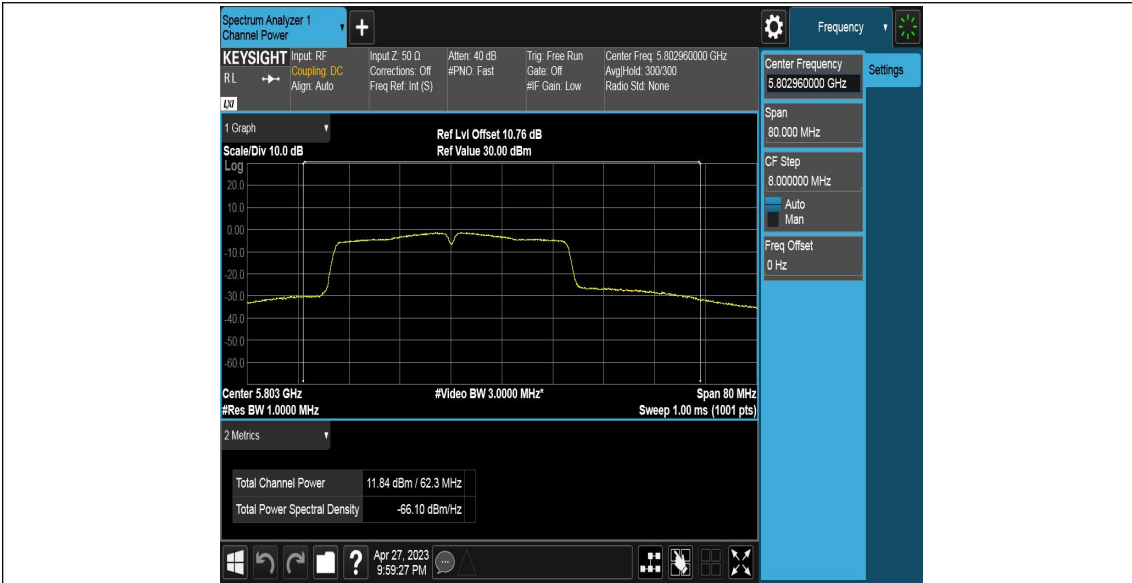 Spectrum Analyzer 1
Channel Power
+
Frequency
KEYSIGHT
Input: RF
Coupling: DC
Align: Auto
Input Z: 50 Ω
Corrections: Off
Freq Ref: Int (S)
Atten: 40 dB
#PNO: Fast
Trig: Free Run
Gate: Off
#IF Gain: Low
Center Freq: 5.802960000 GHz
Avg|Hold: 300/300
Radio Std: None
R L
LXI
Center Frequency
5.802960000 GHz
Settings
Span
80.000 MHz
CF Step
8.000000 MHz
Auto
Man
Freq Offset
0 Hz
1 Graph
Scale/Div 10.0 dB
Ref Lvl Offset 10.76 dB
Ref Value 30.00 dBm
Log
20.0
10.0
0.00
-10.0
-20.0
-30.0
-40.0
-50.0
-60.0
Center 5.803 GHz
#Video BW 3.0000 MHz*
Span 80 MHz
#Res BW 1.0000 MHz
Sweep 1.00 ms (1001 pts)
2 Metrics
Total Channel Power 11.84 dBm / 62.3 MHz
Total Power Spectral Density -66.10 dBm/Hz
?
Apr 27, 2023
9:59:27 PM